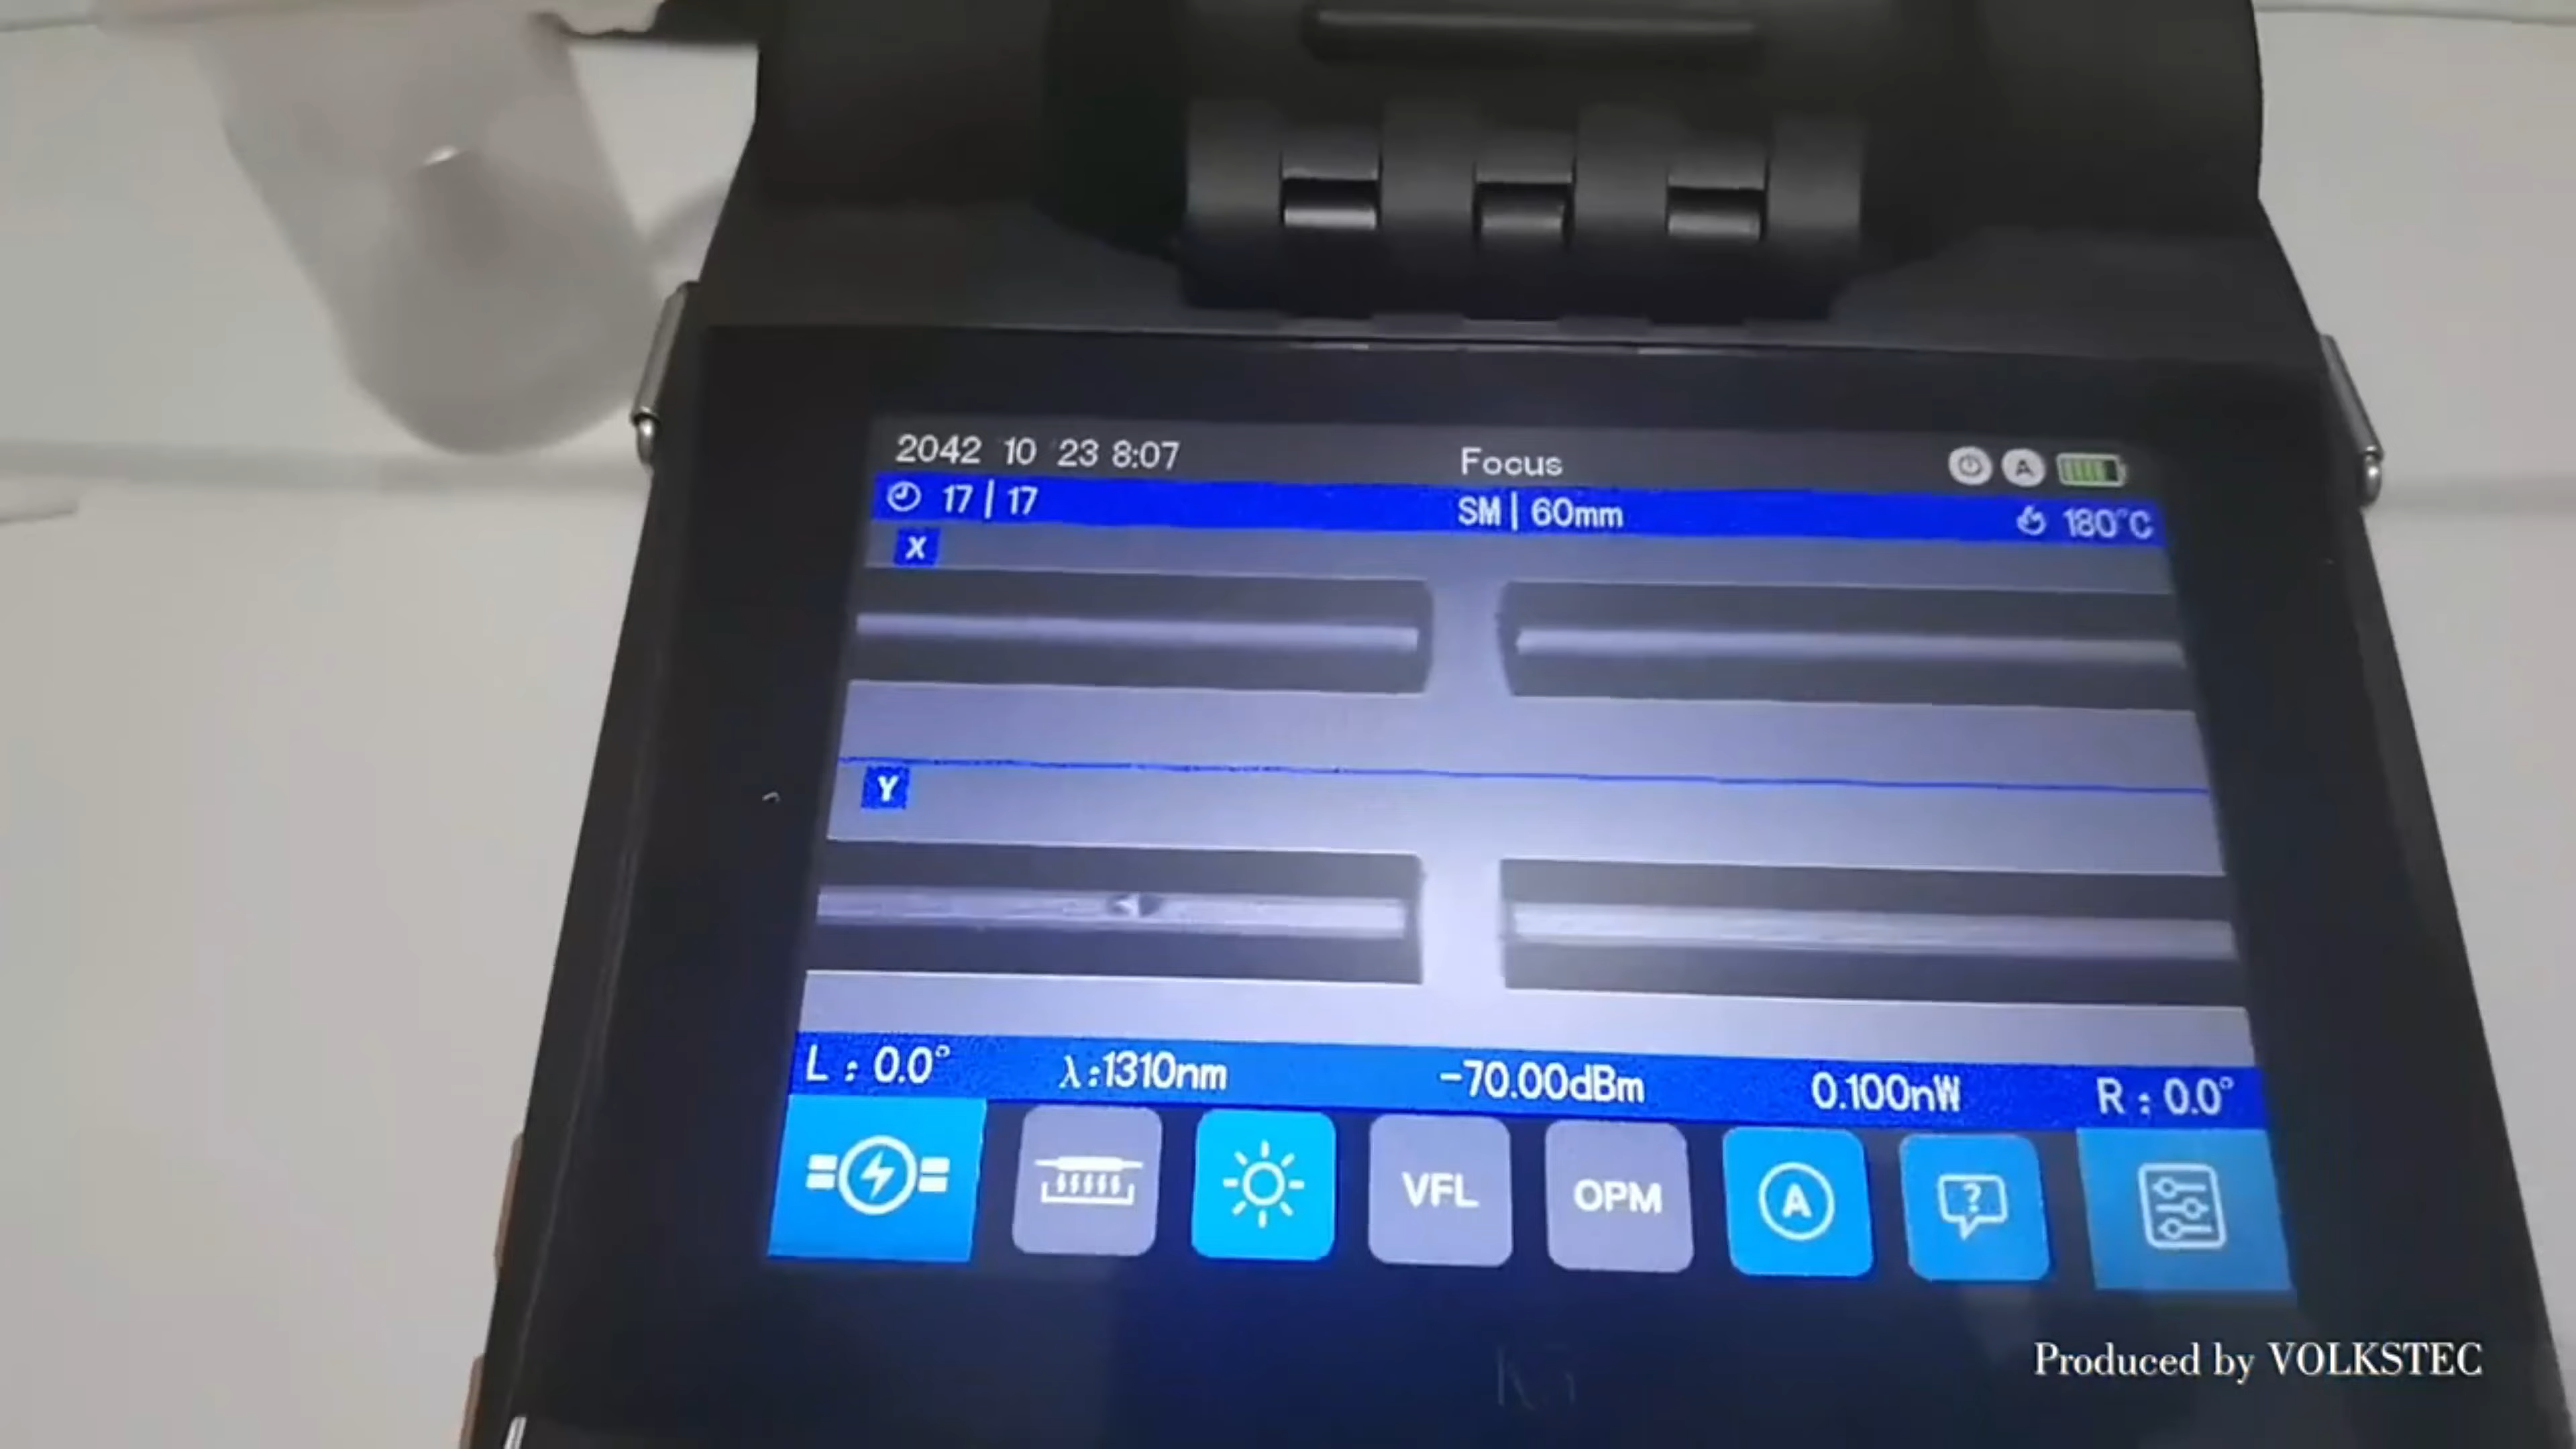 2042 10 23 8:07 Focus A
17 | 17 SM | 60mm 180°C
X
Y
L : 0.0° λ:1310nm -70.00dBm 0.100nW R : 0.0°
VFL OPM A ?
Produced by VOLKSTEC